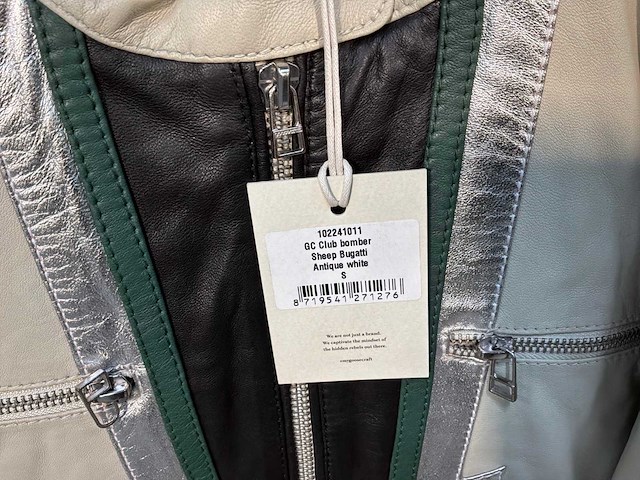 102241011
GC Club bomber
Sheep Bugatti
Antique white
S
8 719541 271276
We are not just a brand.
We captivate the mindset of
the hidden rebels out there.
goosecraft